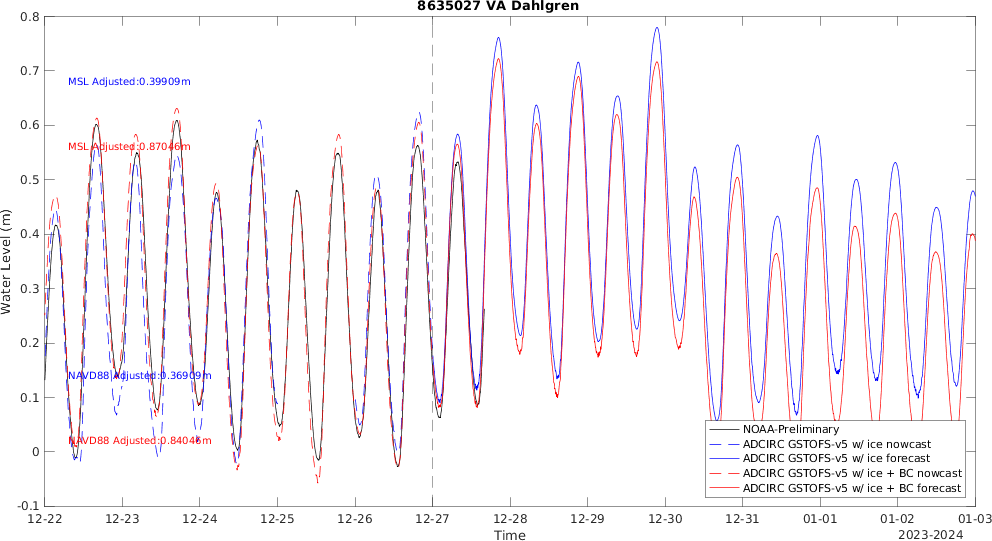 8635027 VA Dahlgren
0.8
0.7
0.6
0.5
0.4
0.3
0.2
0.1
0
-0.1
Water Level (m)
MSL Adjusted:0.39909m
MSL Adjusted:0.87046m
NAVD88 Adjusted:0.36909m
NAVD88 Adjusted:0.84046m
NOAA-Preliminary
ADCIRC GSTOFS-v5 w/ ice nowcast
ADCIRC GSTOFS-v5 w/ ice forecast
ADCIRC GSTOFS-v5 w/ ice + BC nowcast
ADCIRC GSTOFS-v5 w/ ice + BC forecast
12-22 12-23 12-24 12-25 12-26 12-27 12-28 12-29 12-30 12-31 01-01 01-02 01-03
Time
2023-2024